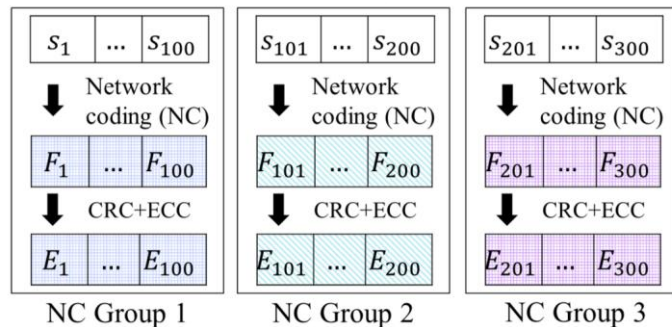 s₁ ... s₁₀₀
Network
coding (NC)
F₁ ... F₁₀₀
CRC+ECC
E₁ ... E₁₀₀
NC Group 1
s₁₀₁ ... s₂₀₀
Network
coding (NC)
F₁₀₁ ... F₂₀₀
CRC+ECC
E₁₀₁ ... E₂₀₀
NC Group 2
s₂₀₁ ... s₃₀₀
Network
coding (NC)
F₂₀₁ ... F₃₀₀
CRC+ECC
E₂₀₁ ... E₃₀₀
NC Group 3